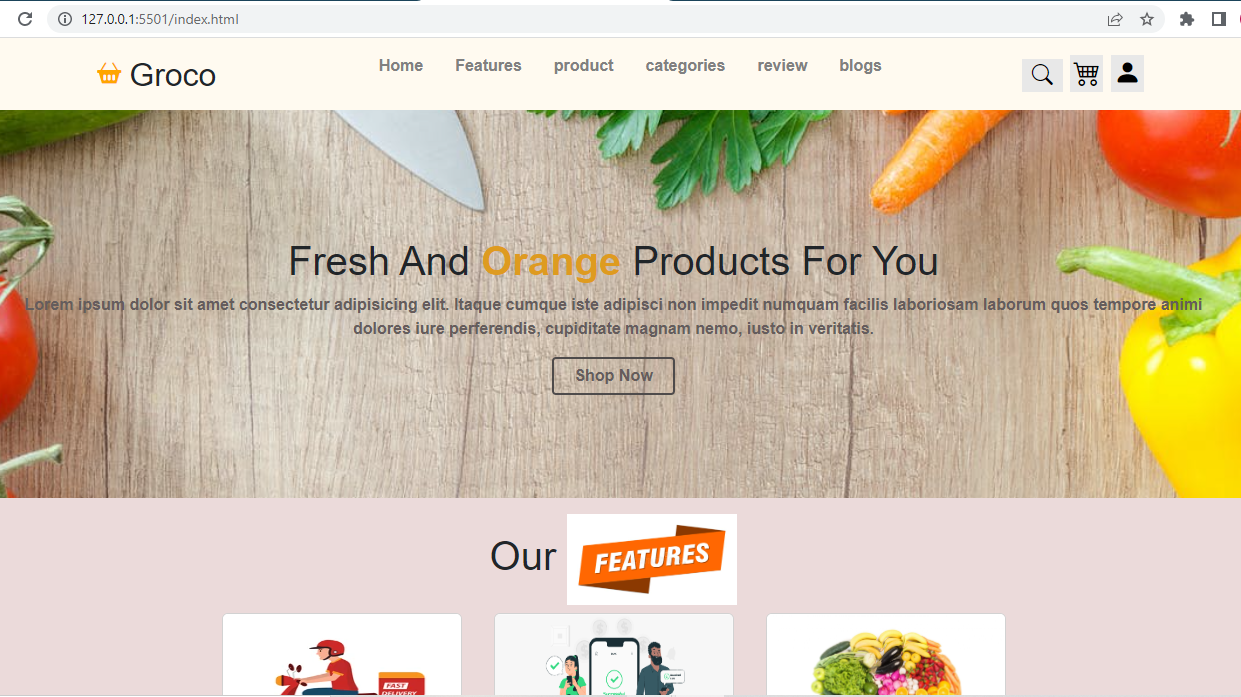 127.0.0.1:5501/index.html
Groco
Home Features product categories review blogs
Fresh And Orange Products For You
Lorem ipsum dolor sit amet consectetur adipisicing elit. Itaque cumque iste adipisci non impedit numquam facilis laboriosam laborum quos tempore animi
dolores iure perferendis, cupiditate magnam nemo, iusto in veritatis.
Shop Now
Our FEATURES
FAST
DELIVERY
Successful